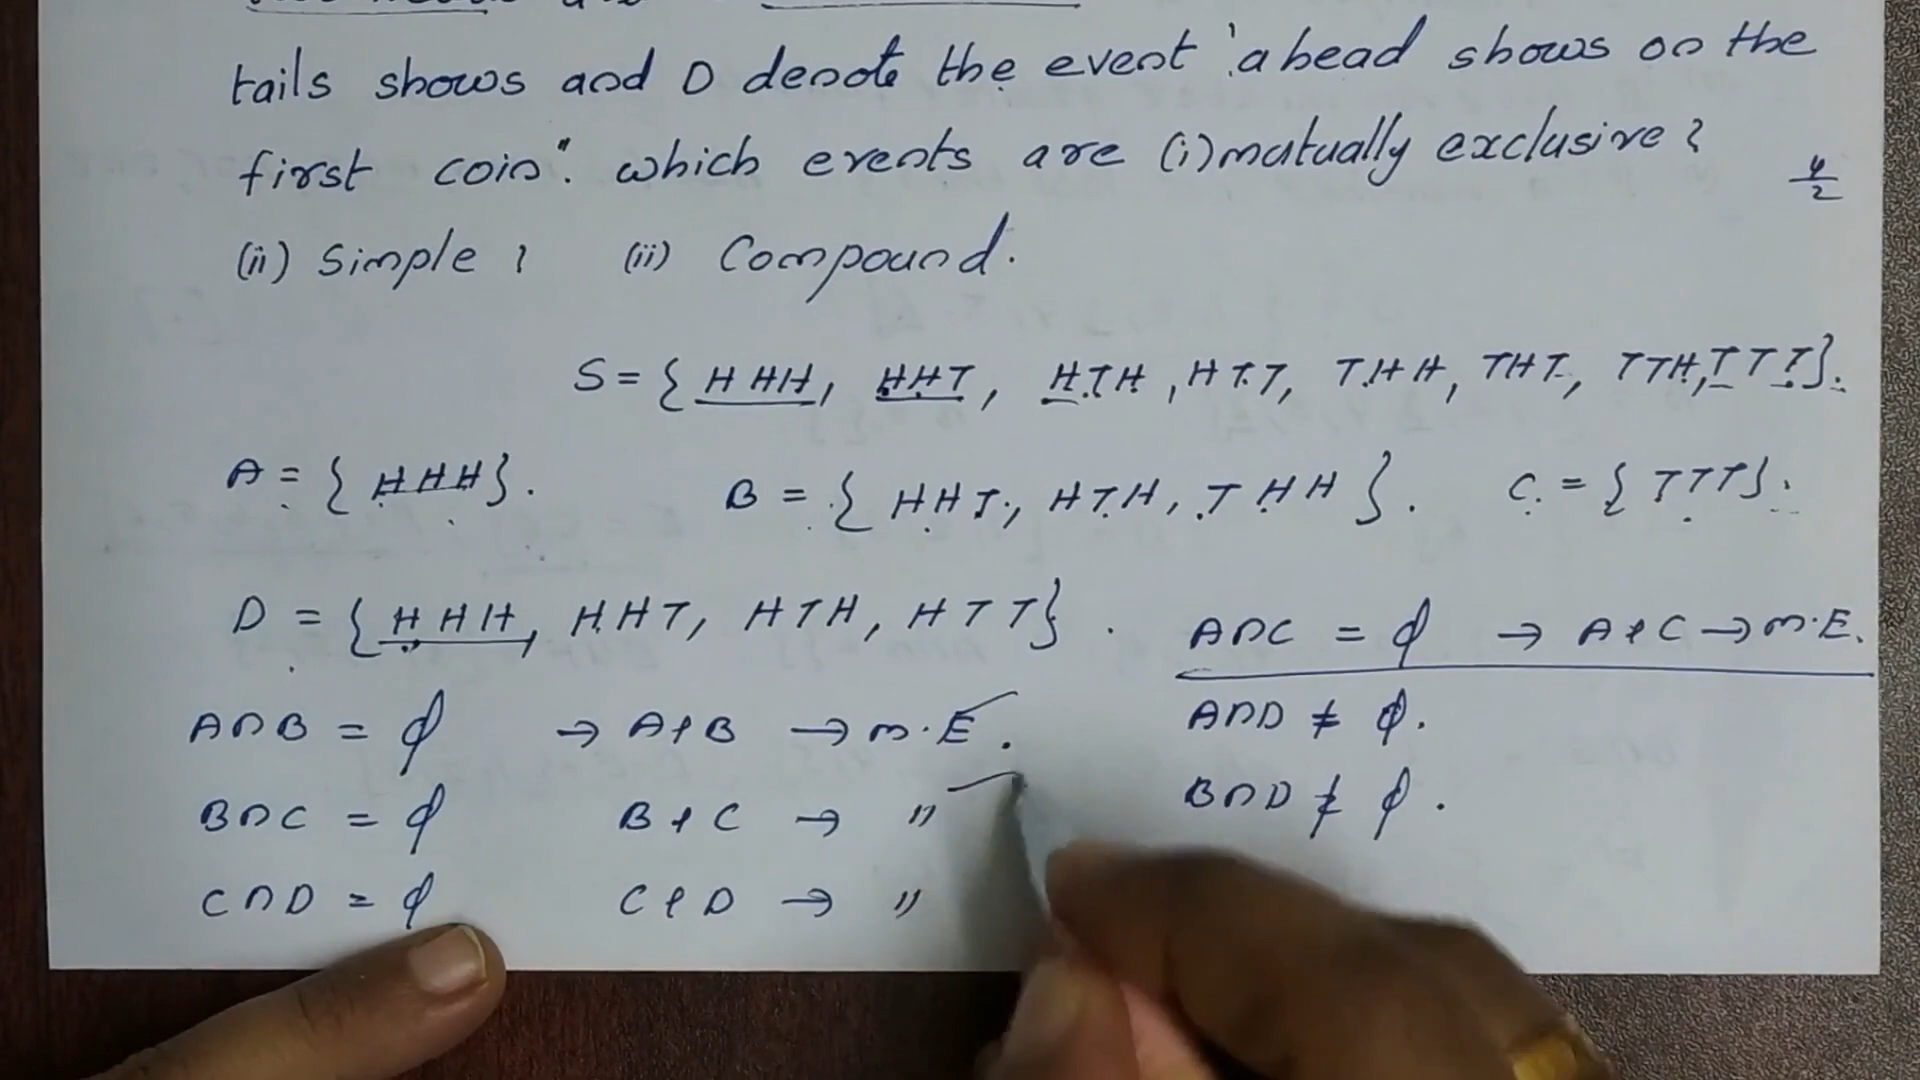 tails shows and D denote the event 'a head shows on the
first coin". which events are (i) mutually exclusive?
(ii) Simple ? (iii) Compound.
S = { HHH, HHT, HTH, HTT, THH, THT, TTH, TTT}.
A = { HHH}. B = { HHT, HTH, THH }. C = { TTT}.
D = { HHH, HHT, HTH, HTT} .
A∩C = ϕ → A & C → M.E.
A∩B = ϕ → A & B → M.E.
A∩D ≠ ϕ.
B∩C = ϕ B & C → "
B∩D ≠ ϕ .
C∩D = ϕ C & D → "